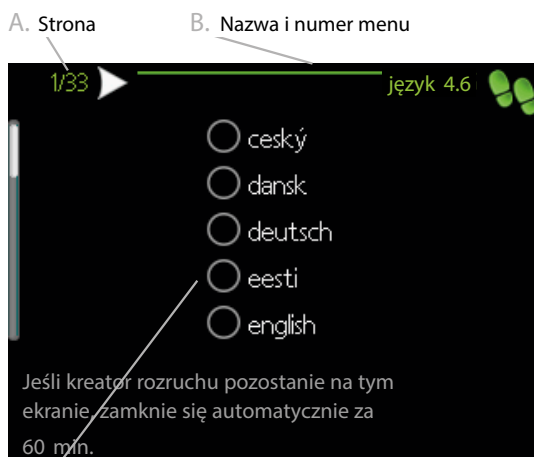 A. Strona B. Nazwa i numer menu
1/33 język 4.6
ceský
dansk
deutsch
eesti
english
Jeśli kreator rozruchu pozostanie na tym
ekranie, zamknie się automatycznie za
60 min.